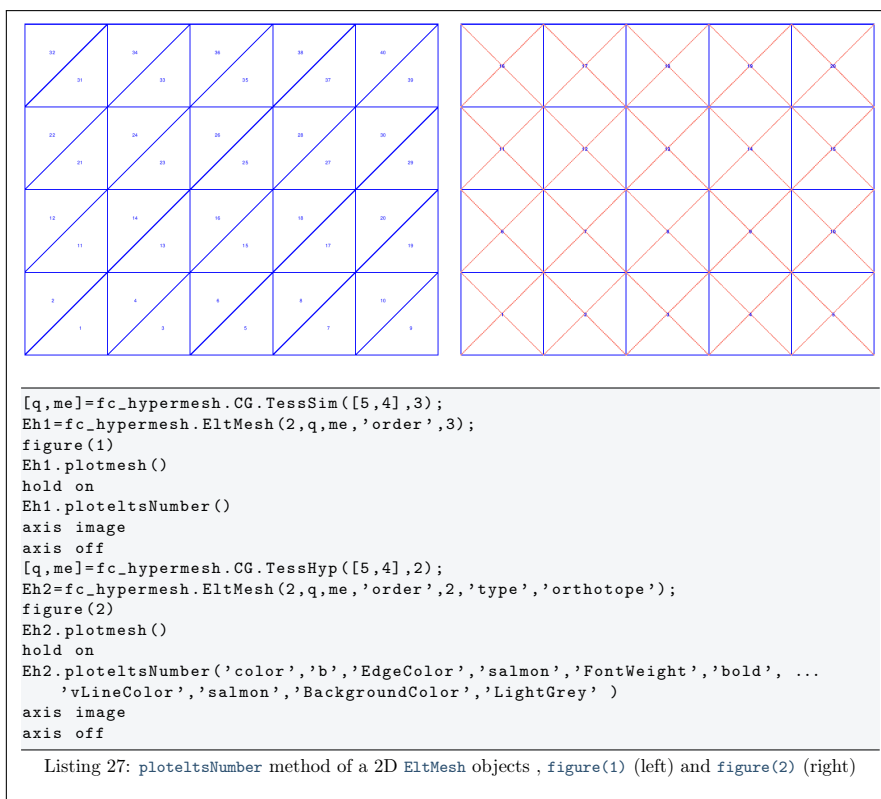 32 34 36 38 40
31 33 35 37 39
22 24 26 28 30
21 23 25 27 29
12 14 16 18 20
11 13 15 17 19
2 4 6 8 10
1 3 5 7 9
16 17 18 19 20
11 12 13 14 15
6 7 8 9 10
1 2 3 4 5
[q,me]=fc_hypermesh.CG.TessSim([5,4],3);
Eh1=fc_hypermesh.EltMesh(2,q,me,'order',3);
figure(1)
Eh1.plotmesh()
hold on
Eh1.ploteltsNumber()
axis image
axis off
[q,me]=fc_hypermesh.CG.TessHyp([5,4],2);
Eh2=fc_hypermesh.EltMesh(2,q,me,'order',2,'type','orthotope');
figure(2)
Eh2.plotmesh()
hold on
Eh2.ploteltsNumber('color','b','EdgeColor','salmon','FontWeight','bold', ...
'vLineColor','salmon','BackgroundColor','LightGrey' )
axis image
axis off
Listing 27: ploteltsNumber method of a 2D EltMesh objects , figure(1) (left) and figure(2) (right)